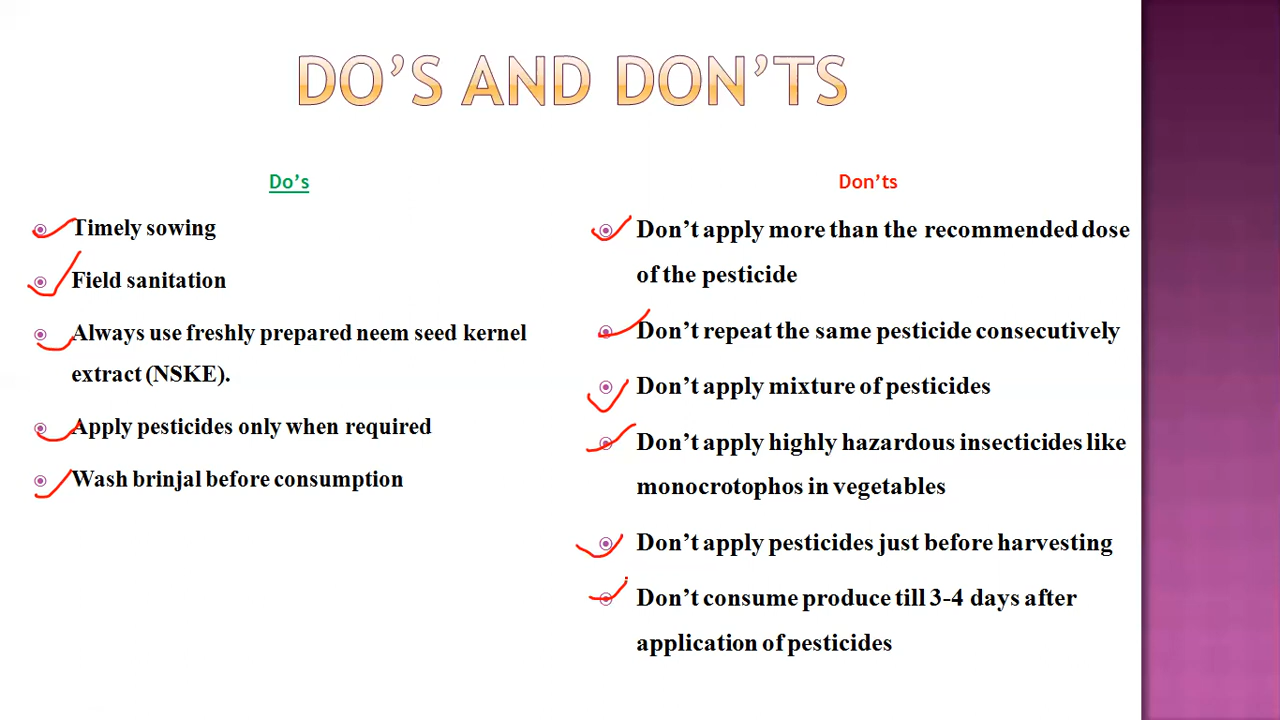 DO'S AND DON'TS
Do's
Timely sowing
Field sanitation
Always use freshly prepared neem seed kernel
extract (NSKE).
Apply pesticides only when required
Wash brinjal before consumption
Don'ts
Don't apply more than the recommended dose
of the pesticide
Don't repeat the same pesticide consecutively
Don't apply mixture of pesticides
Don't apply highly hazardous insecticides like
monocrotophos in vegetables
Don't apply pesticides just before harvesting
Don't consume produce till 3-4 days after
application of pesticides